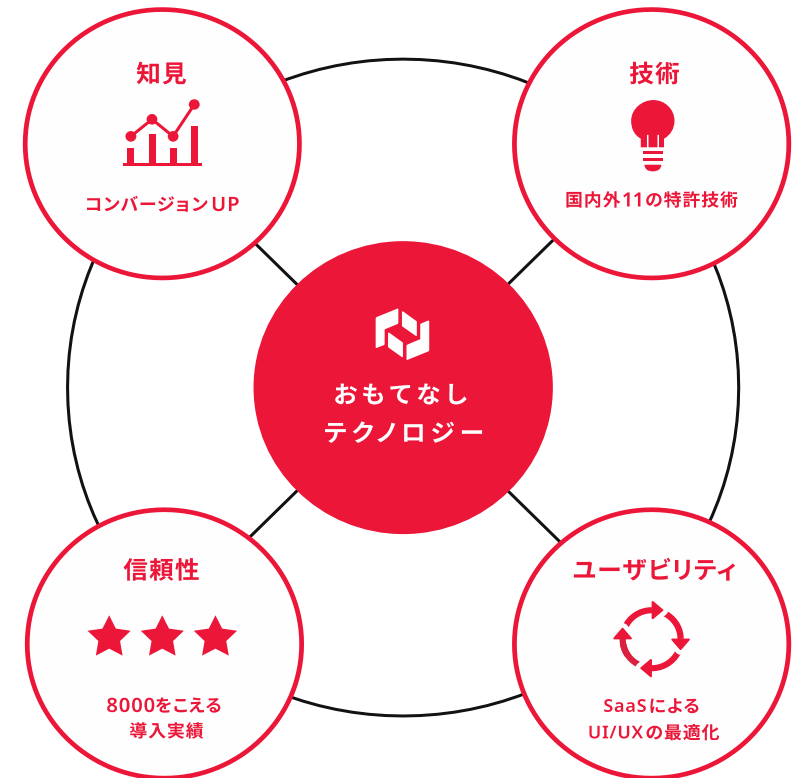 知見
コンバージョンUP
技術
国内外11の特許技術
おもてなし
テクノロジー
信頼性
8000をこえる
導入実績
ユーザビリティ
SaaSによる
UI/UXの最適化